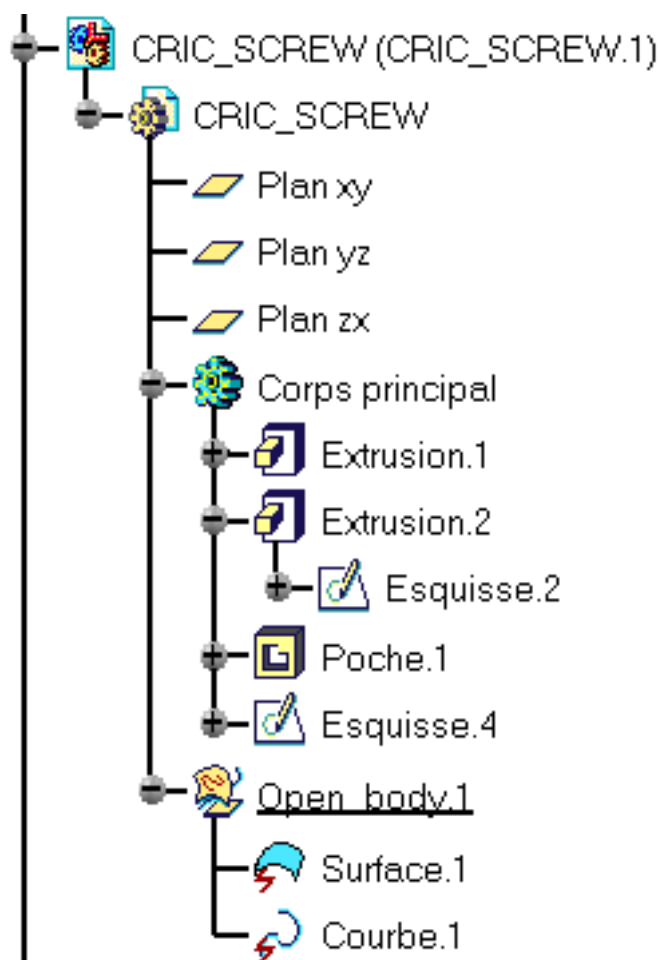 CRIC_SCREW (CRIC_SCREW.1)
CRIC_SCREW
Plan xy
Plan yz
Plan zx
Corps principal
Extrusion.1
Extrusion.2
Esquisse.2
Poche.1
Esquisse.4
Open_body.1
Surface.1
Courbe.1